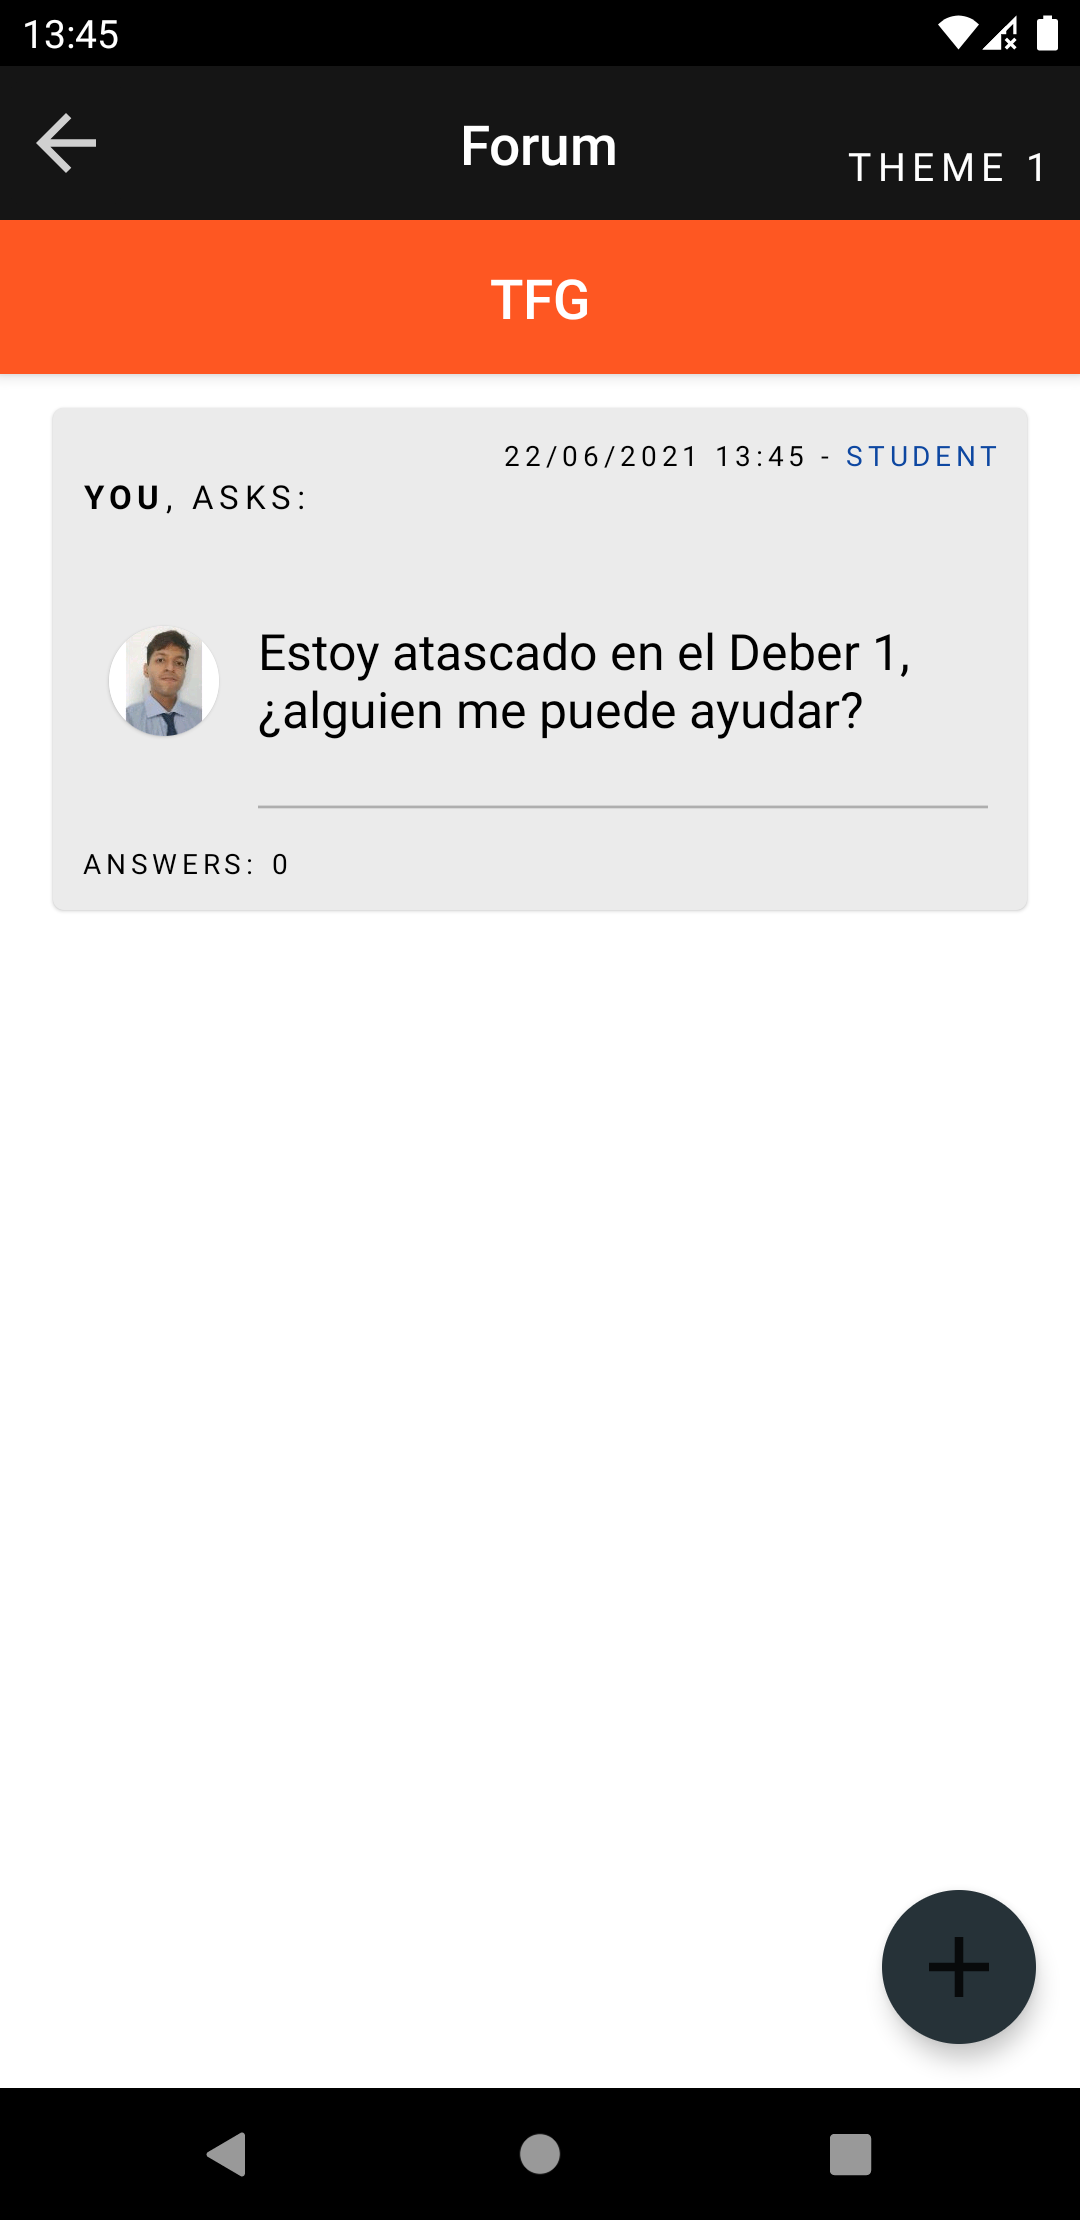 13:45
Forum
THEME 1
TFG
22/06/2021 13:45 - STUDENT
YOU, ASKS:
Estoy atascado en el Deber 1,
¿alguien me puede ayudar?
ANSWERS: 0